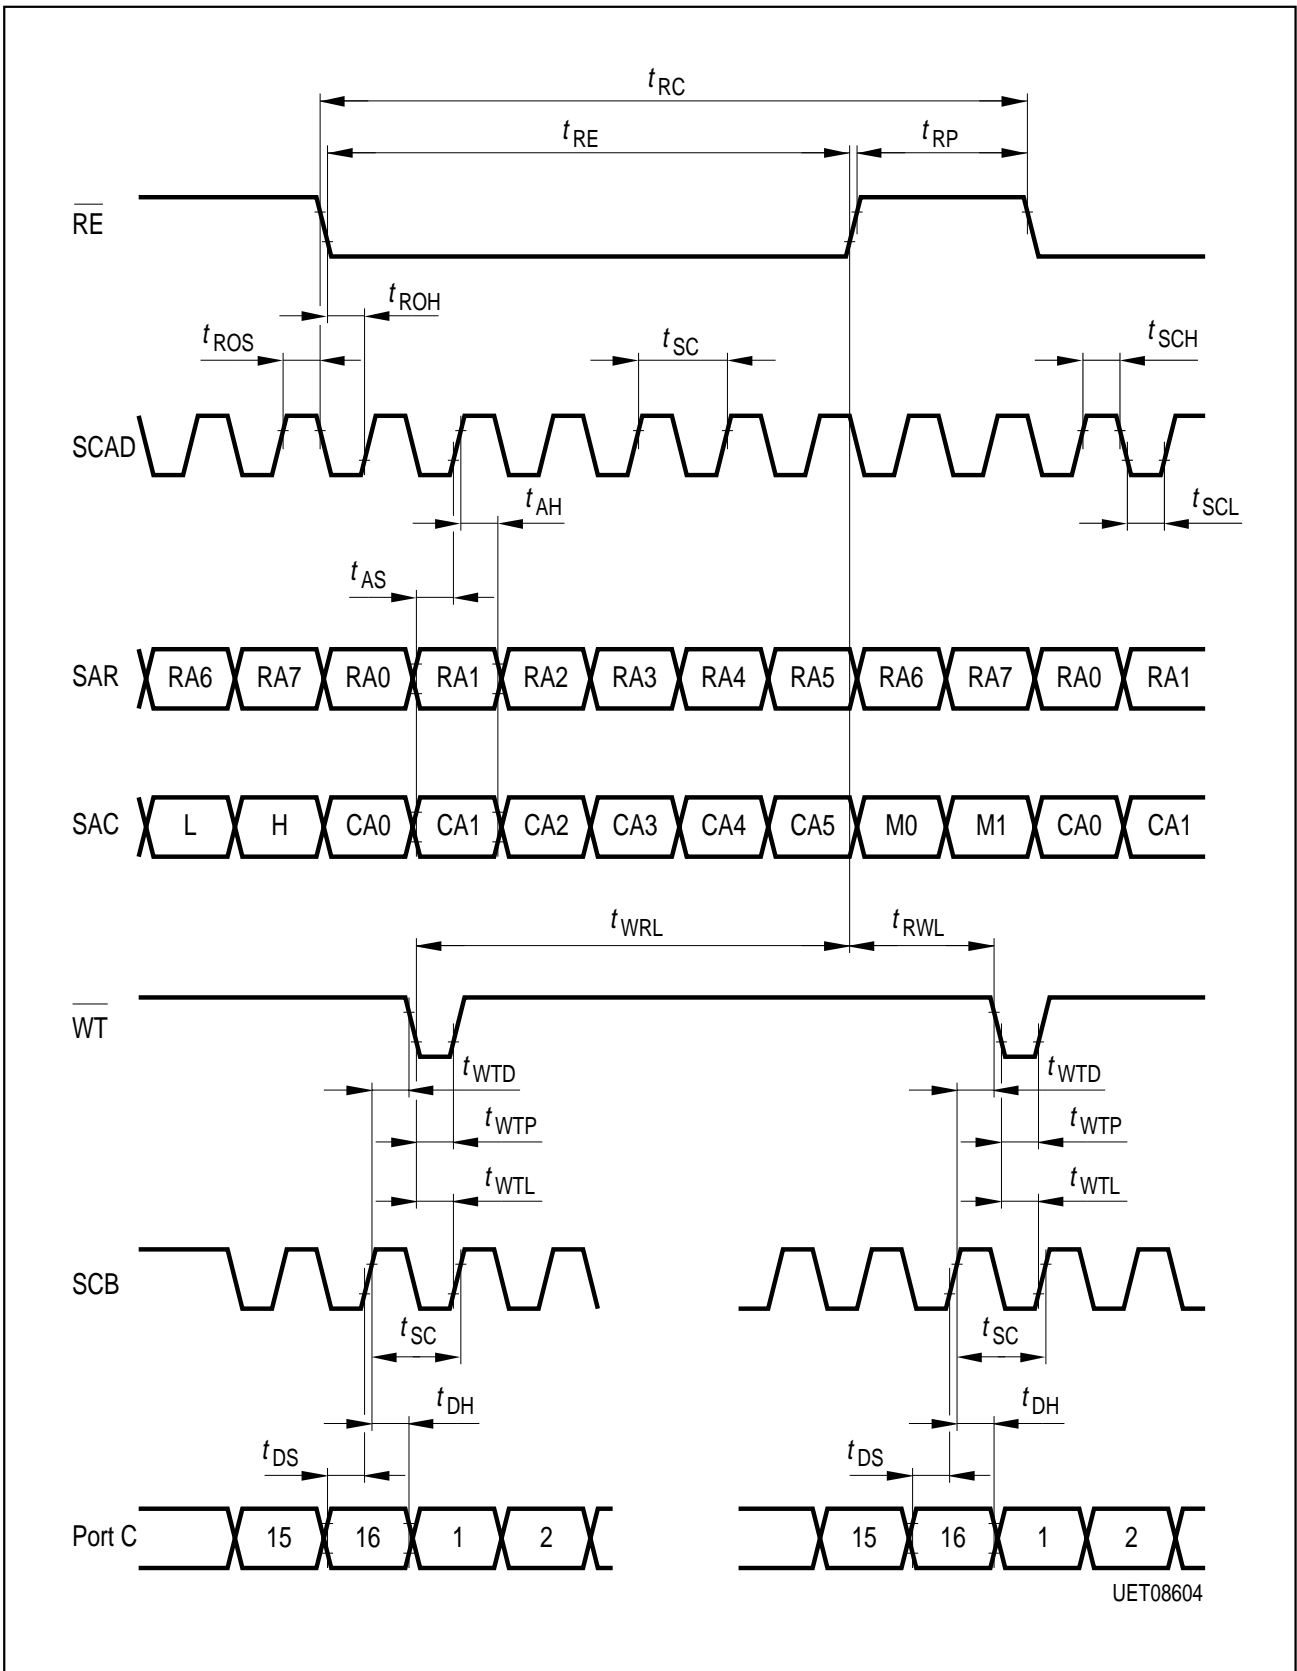 tRC
tRE tRP
RE
tROH
tROS tSC tSCH
SCAD
tAH tSCL
tAS
SAR RA6 RA7 RA0 RA1 RA2 RA3 RA4 RA5 RA6 RA7 RA0 RA1
SAC L H CA0 CA1 CA2 CA3 CA4 CA5 M0 M1 CA0 CA1
tWRL tRWL
WT
tWTD tWTD
tWTP tWTP
tWTL tWTL
SCB
tSC tSC
tDH tDH
tDS tDS
Port C 15 16 1 2 15 16 1 2
UET08604